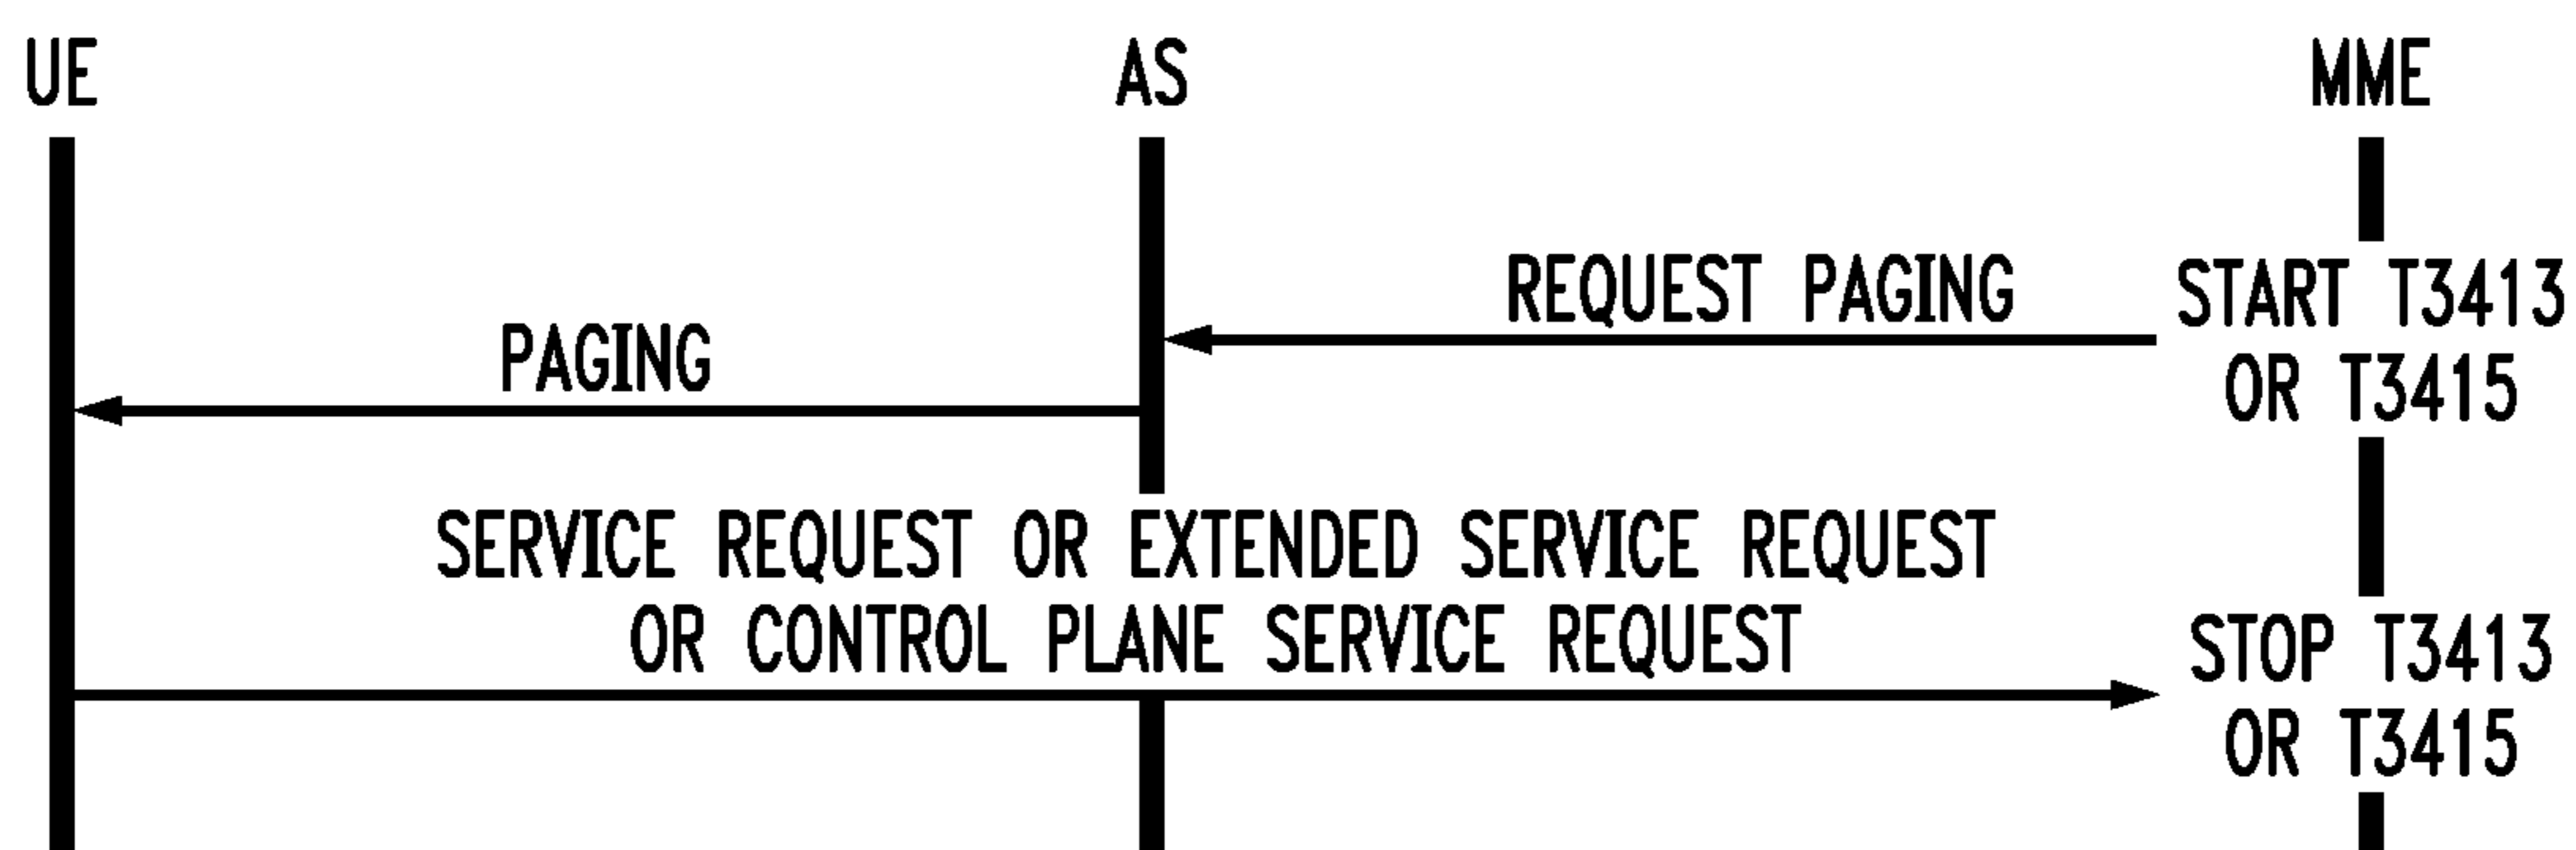 UE
AS
MME
REQUEST PAGING
START T3413
OR T3415
PAGING
SERVICE REQUEST OR EXTENDED SERVICE REQUEST
OR CONTROL PLANE SERVICE REQUEST
STOP T3413
OR T3415